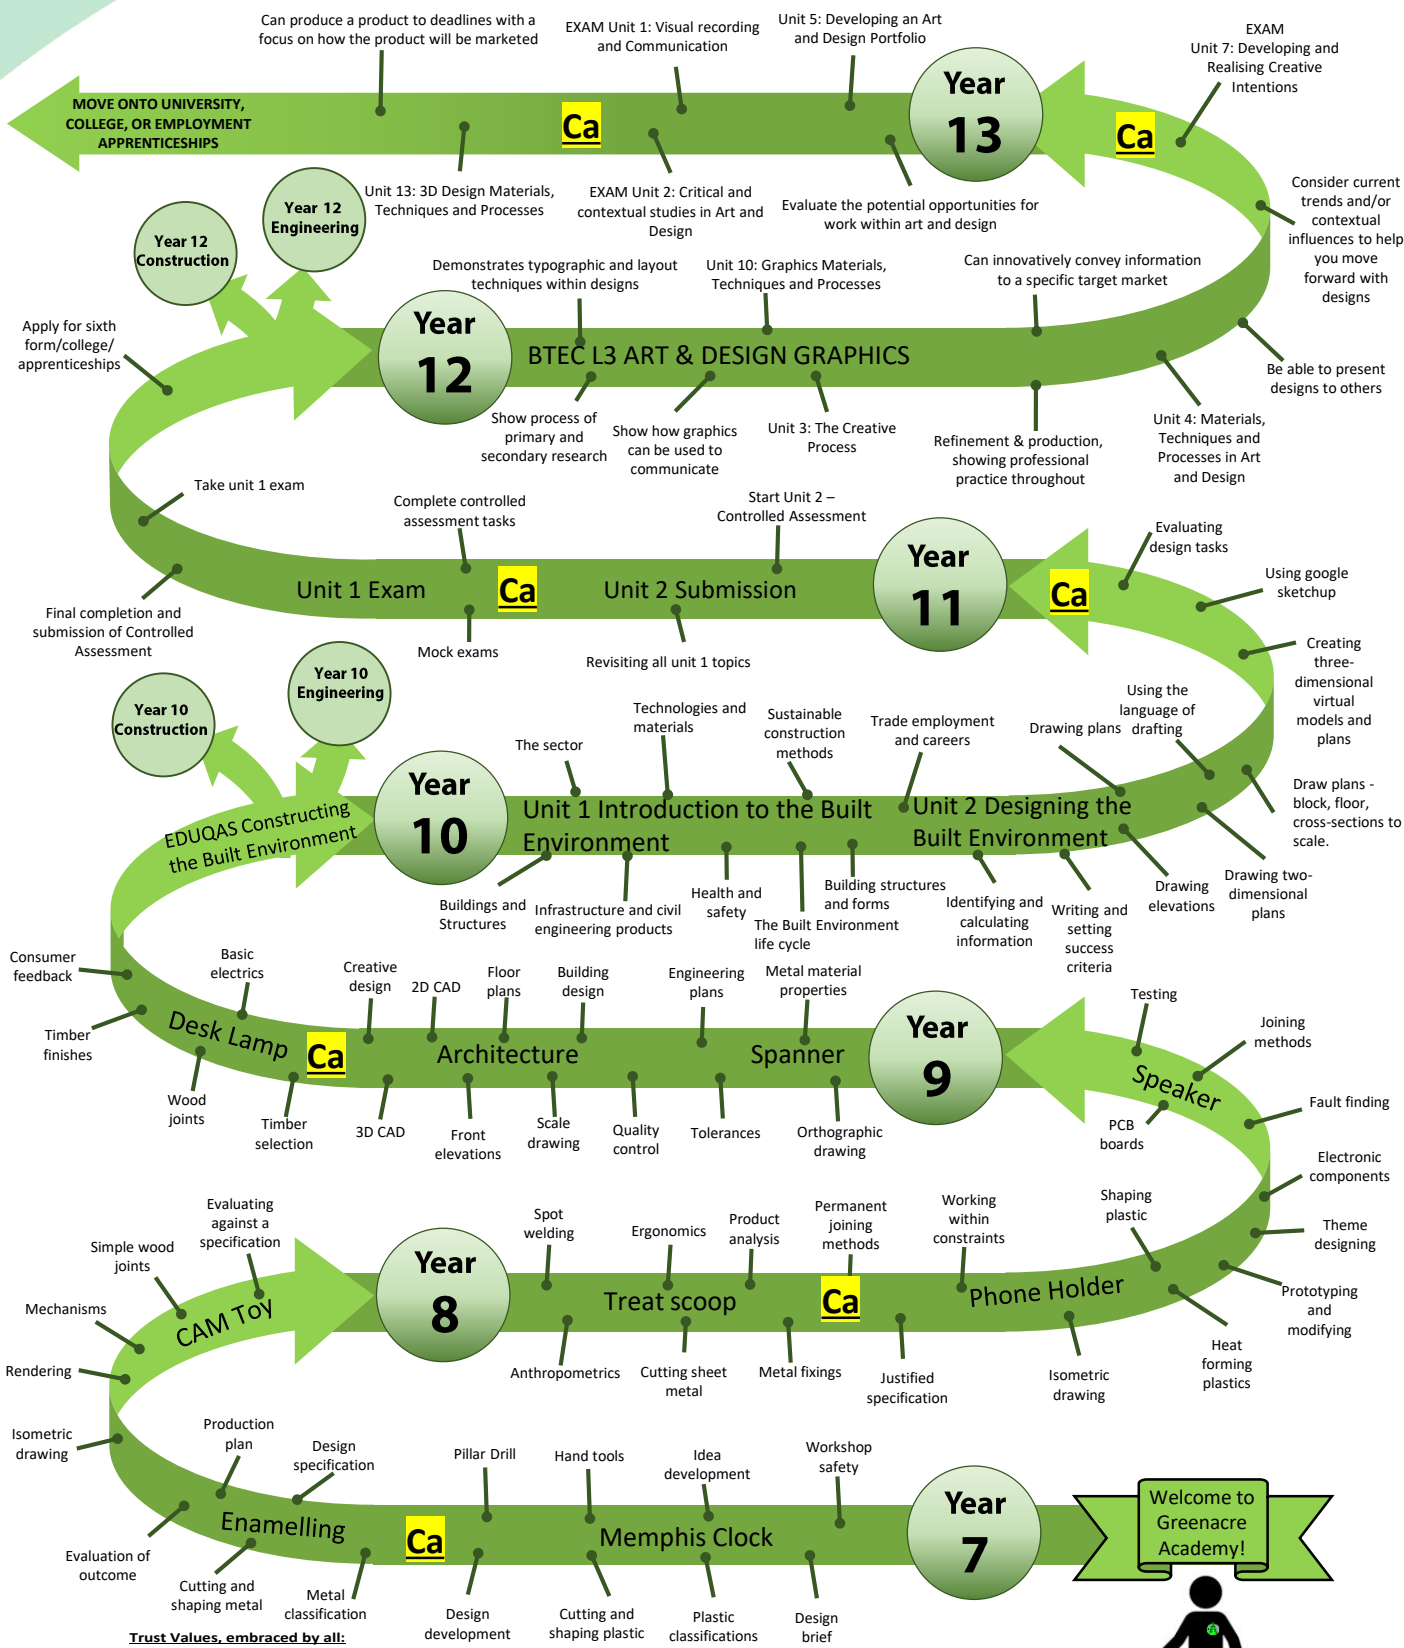 Can produce a product to deadlines with a
focus on how the product will be marketed
EXAM Unit 1: Visual recording
and Communication
Unit 5: Developing an Art
and Design Portfolio
EXAM
Unit 7: Developing and
Realising Creative
Intentions
MOVE ONTO UNIVERSITY,
COLLEGE, OR EMPLOYMENT
APPRENTICESHIPS
Ca
Year
13
Ca
Unit 13: 3D Design Materials,
Techniques and Processes
EXAM Unit 2: Critical and
contextual studies in Art and
Design
Evaluate the potential opportunities for
work within art and design
Consider current
trends and/or
contextual
influences to help
you move
forward with
designs
Year 12
Construction
Year 12
Engineering
Demonstrates typographic and layout
techniques within designs
Unit 10: Graphics Materials,
Techniques and Processes
Can innovatively convey information
to a specific target market
Apply for sixth
form/college/
apprenticeships
Year
12
BTEC L3 ART & DESIGN GRAPHICS
Be able to present
designs to others
Show process of
primary and
secondary research
Show how graphics
can be used to
communicate
Unit 3: The Creative
Process
Refinement & production,
showing professional
practice throughout
Unit 4: Materials,
Techniques and
Processes in Art
and Design
Take unit 1 exam
Complete controlled
assessment tasks
Start Unit 2 –
Controlled Assessment
Evaluating
design tasks
Using google
sketchup
Unit 1 Exam
Ca
Unit 2 Submission
Year
11
Ca
Final completion and
submission of Controlled
Assessment
Mock exams
Revisiting all unit 1 topics
Creating
three-
dimensional
virtual
models and
plans
Year 10
Construction
Year 10
Engineering
The sector
Technologies and
materials
Sustainable
construction
methods
Trade employment
and careers
Drawing plans
Using the
language of
drafting
Draw plans -
block, floor,
cross-sections to
scale.
EDUQAS Constructing
the Built Environment
Year
10
Unit 1 Introduction to the Built
Environment
Unit 2 Designing the
Built Environment
Buildings and
Structures
Infrastructure and civil
engineering products
Health and
safety
The Built Environment
life cycle
Building structures
and forms
Identifying and
calculating
information
Writing and
setting
success
criteria
Drawing
elevations
Drawing two-
dimensional
plans
Consumer
feedback
Basic
electrics
Creative
design
2D CAD
Floor
plans
Building
design
Engineering
plans
Metal material
properties
Testing
Joining
methods
Timber
finishes
Desk Lamp
Ca
Architecture
Spanner
Year
9
Speaker
Wood
joints
Timber
selection
3D CAD
Front
elevations
Scale
drawing
Quality
control
Tolerances
Orthographic
drawing
PCB
boards
Fault finding
Electronic
components
Theme
designing
Prototyping
and
modifying
Evaluating
against a
specification
Simple wood
joints
Mechanisms
Rendering
Spot
welding
Ergonomics
Product
analysis
Permanent
joining
methods
Working
within
constraints
Shaping
plastic
CAM Toy
Year
8
Treat scoop
Ca
Phone Holder
Anthropometrics
Cutting sheet
metal
Metal fixings
Justified
specification
Isometric
drawing
Heat
forming
plastics
Isometric
drawing
Production
plan
Design
specification
Pillar Drill
Hand tools
Idea
development
Workshop
safety
Enamelling
Ca
Memphis Clock
Year
7
Welcome to
Greenacre
Academy!
Evaluation of
outcome
Cutting and
shaping metal
Metal
classification
Design
development
Cutting and
shaping plastic
Plastic
classifications
Design
brief
Trust Values, embraced by all: